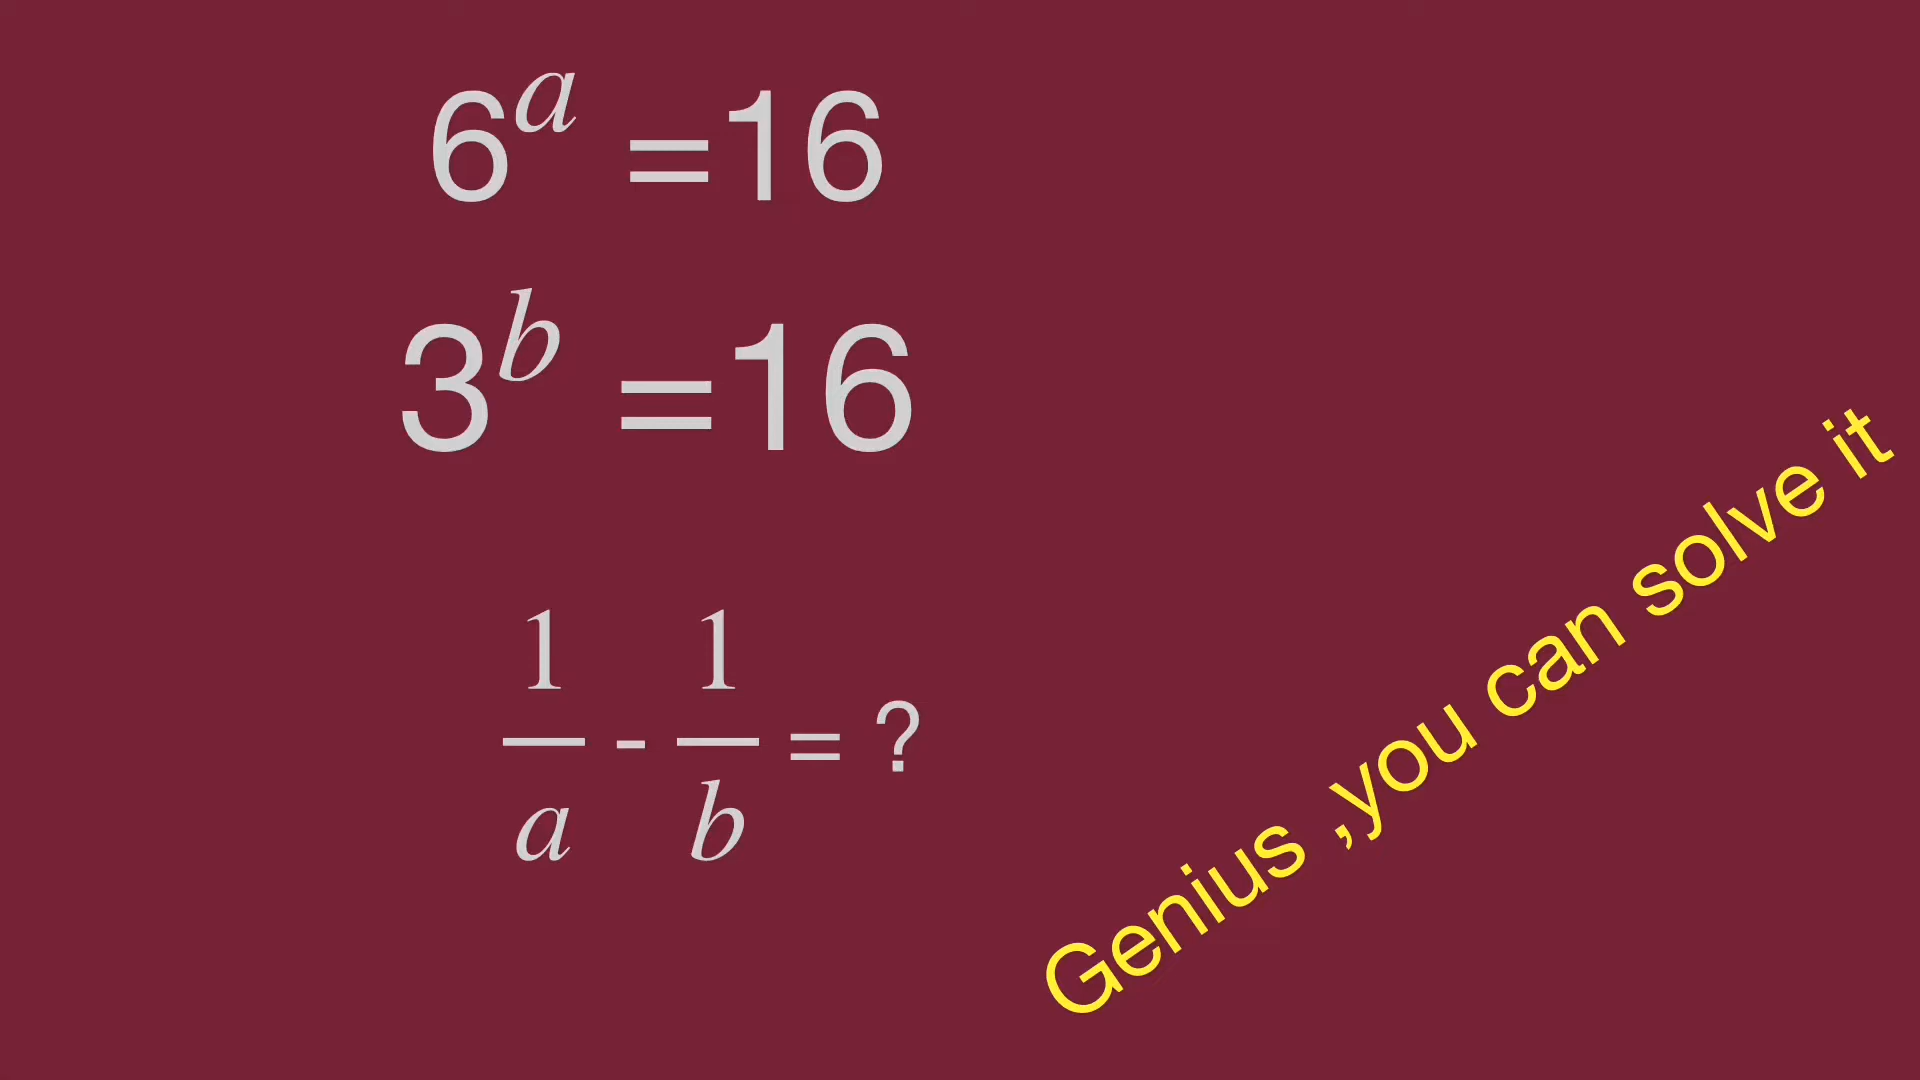 6^a =16
3^b =16
1/a - 1/b = ?
Genius ,you can solve it